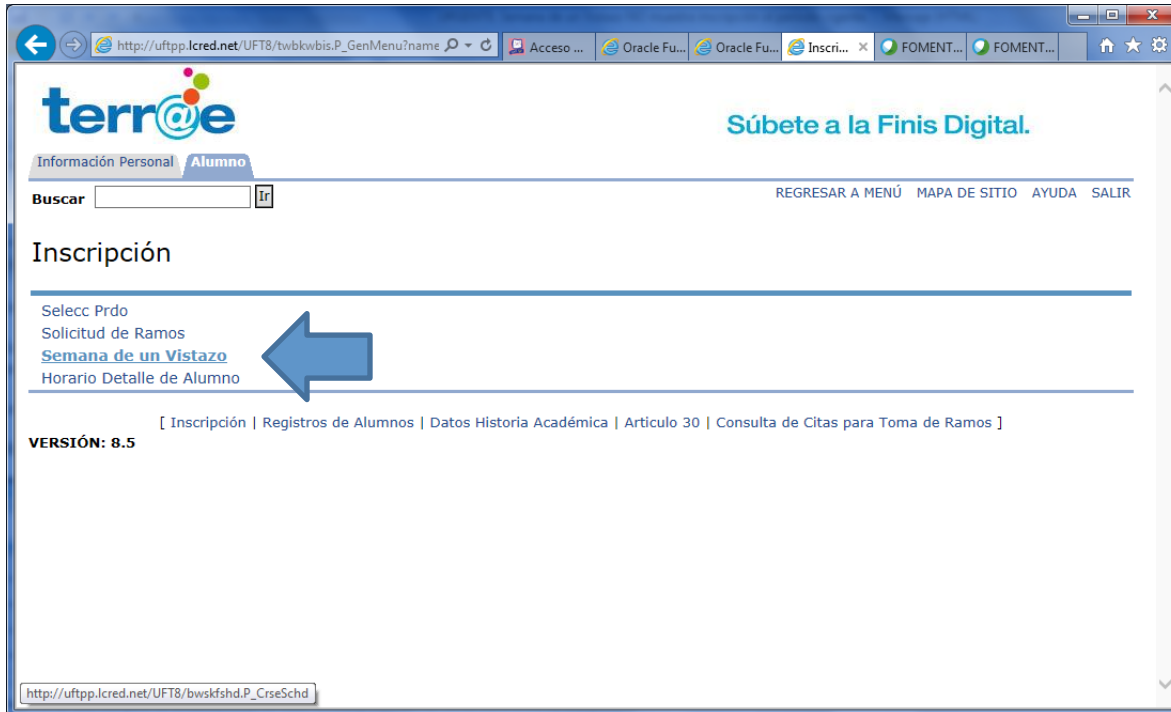 http://uftpp.lcred.net/UFT8/twbkwbis.P_GenMenu?name
Acceso ...
Oracle Fu...
Oracle Fu...
Inscri...
FOMENT...
FOMENT...
terr@e
Súbete a la Finis Digital.
Información Personal Alumno
Buscar Ir REGRESAR A MENÚ MAPA DE SITIO AYUDA SALIR
Inscripción
Selecc Prdo
Solicitud de Ramos
Semana de un Vistazo
Horario Detalle de Alumno
[ Inscripción | Registros de Alumnos | Datos Historia Académica | Articulo 30 | Consulta de Citas para Toma de Ramos ]
VERSIÓN: 8.5
http://uftpp.lcred.net/UFT8/bwskfshd.P_CrseSchd